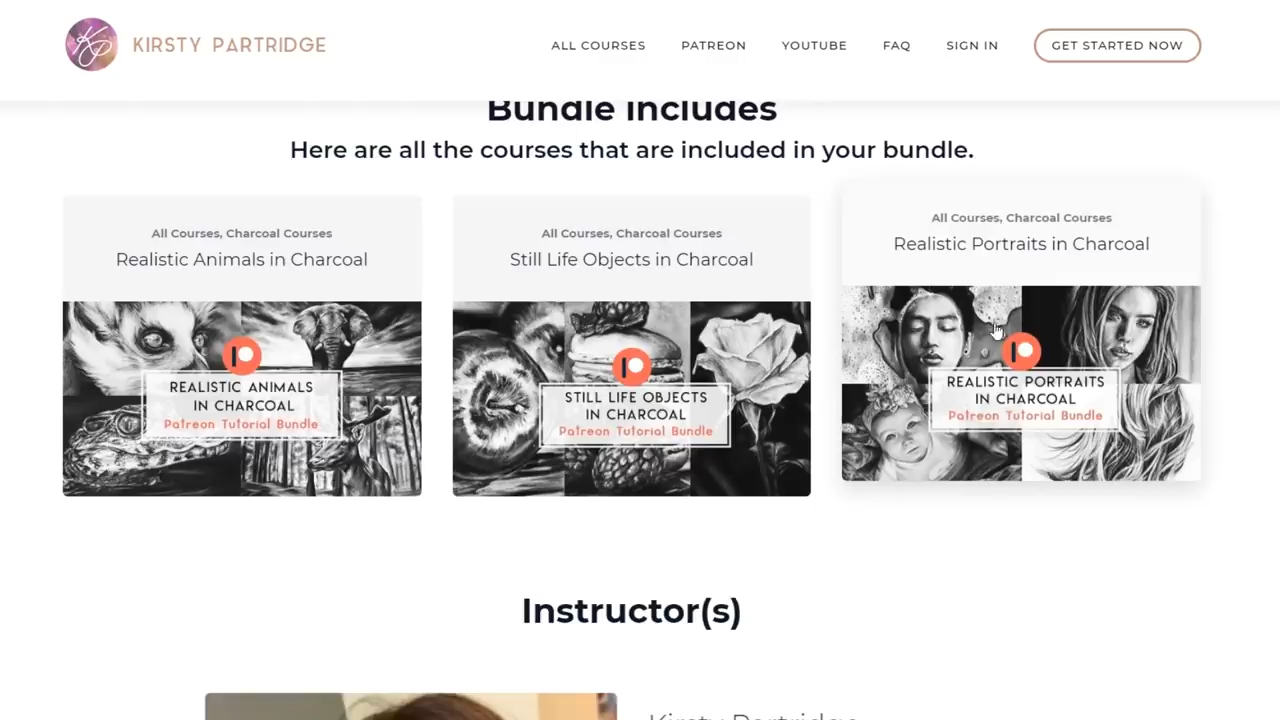 KIRSTY PARTRIDGE
ALL COURSES
PATREON
YOUTUBE
FAQ
SIGN IN
GET STARTED NOW
Bundle includes
Here are all the courses that are included in your bundle.
All Courses, Charcoal Courses
Realistic Animals in Charcoal
REALISTIC ANIMALS
IN CHARCOAL
Patreon Tutorial Bundle
All Courses, Charcoal Courses
Still Life Objects in Charcoal
STILL LIFE OBJECTS
IN CHARCOAL
Patreon Tutorial Bundle
All Courses, Charcoal Courses
Realistic Portraits in Charcoal
REALISTIC PORTRAITS
IN CHARCOAL
Patreon Tutorial Bundle
Instructor(s)
Kirsty Partridge